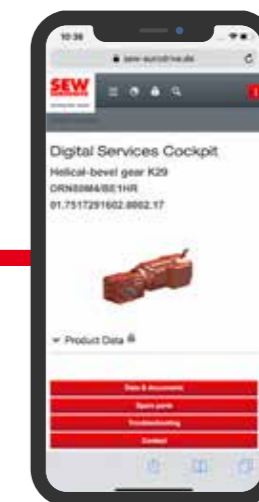 10:38
sew-eurodrive.de
SEW
Digital Services Cockpit
Helical-bevel gear K29
DRN80M4/BE1HR
01.7517291602.0002.17
Product Data
Data & documents
Spare parts
Troubleshooting
Contact